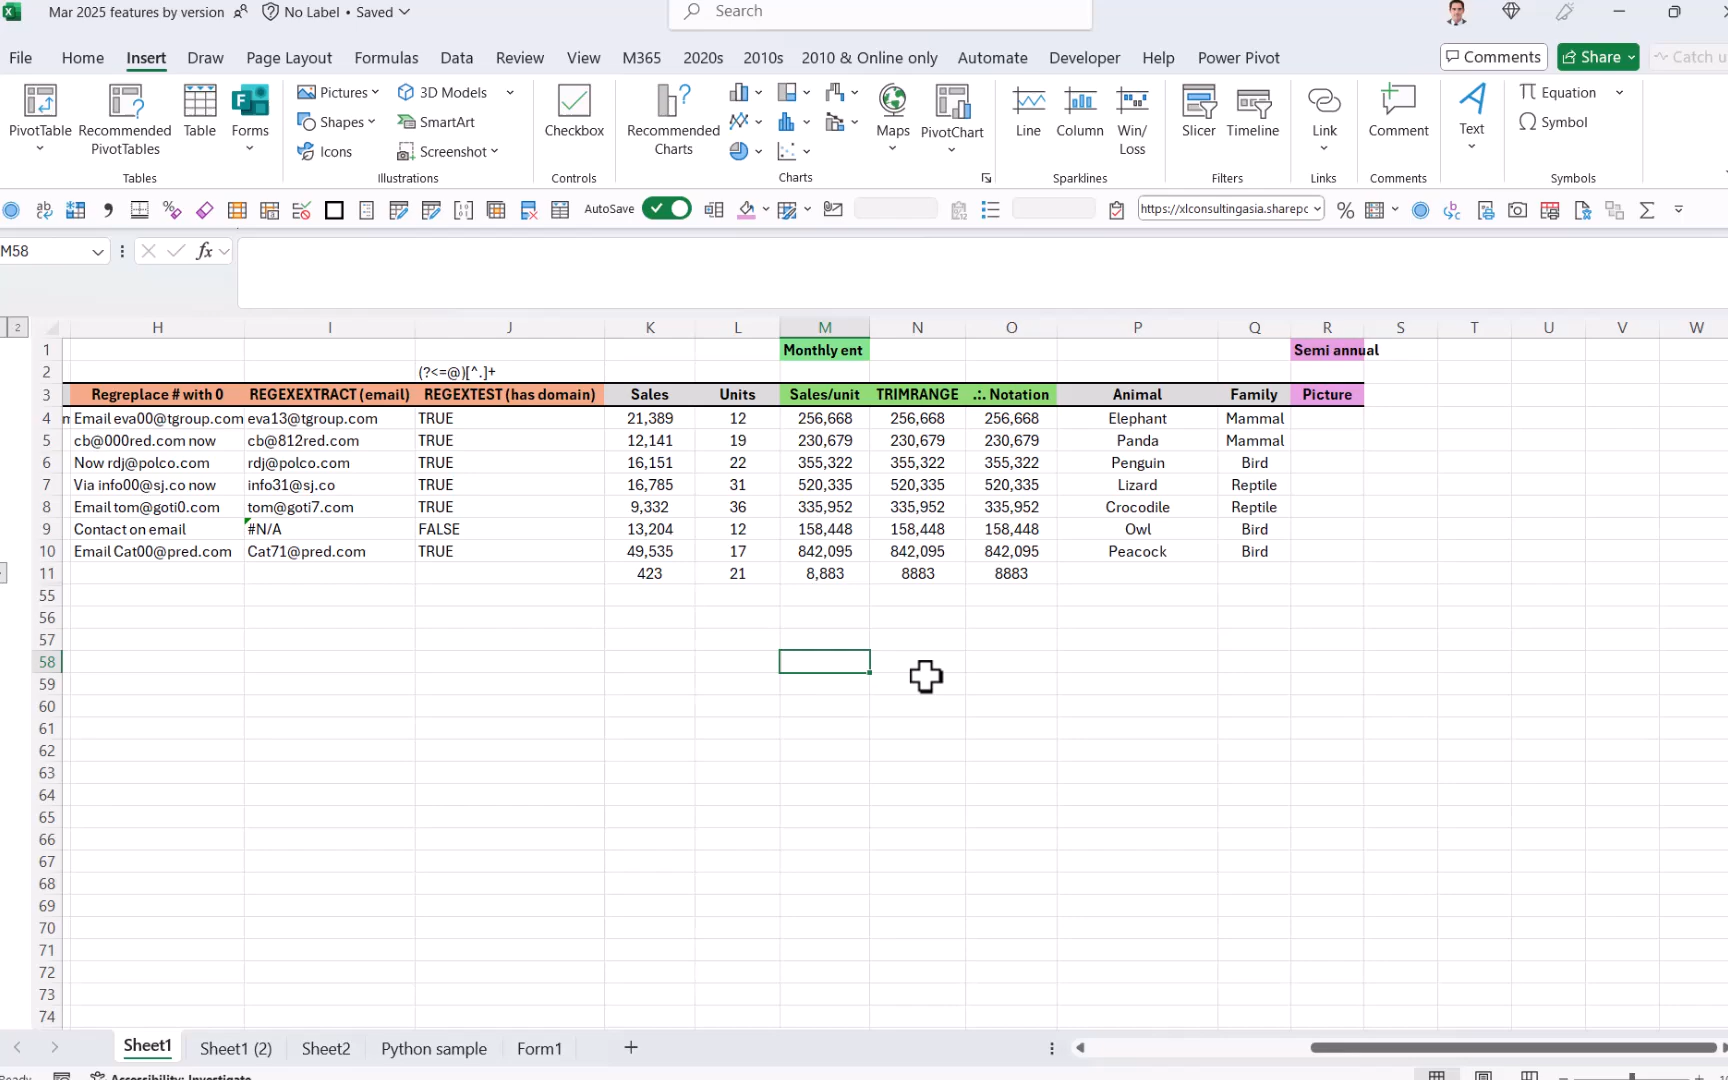 Mar 2025 features by version No Label • Saved Search
File Home Insert Draw Page Layout Formulas Data Review View M365 2020s 2010s 2010 & Online only Automate Developer Help Power Pivot Comments Share Catch
PivotTable Recommended PivotTables Table Forms Pictures Shapes Icons 3D Models SmartArt Screenshot Checkbox Recommended Charts Maps PivotChart Line Column Win/ Loss Slicer Timeline Link Comment Text Equation Symbol
Tables Illustrations Controls Charts Sparklines Filters Links Comments Symbols
AutoSave https://xlconsultingasia.sharepc
M58 fx
2 H I J K L M N O P Q R S T U V W
1 Monthly ent Semi annual
2 (?<=@)[^.]+
3 Regreplace # with 0 REGEXEXTRACT (email) REGEXTEST (has domain) Sales Units Sales/unit TRIMRANGE .:. Notation Animal Family Picture
4 Email eva00@tgroup.com eva13@tgroup.com TRUE 21,389 12 256,668 256,668 256,668 Elephant Mammal
5 cb@000red.com now cb@812red.com TRUE 12,141 19 230,679 230,679 230,679 Panda Mammal
6 Now rdj@polco.com rdj@polco.com TRUE 16,151 22 355,322 355,322 355,322 Penguin Bird
7 Via info00@sj.co now info31@sj.co TRUE 16,785 31 520,335 520,335 520,335 Lizard Reptile
8 Email tom@goti0.com tom@goti7.com TRUE 9,332 36 335,952 335,952 335,952 Crocodile Reptile
9 Contact on email #N/A FALSE 13,204 12 158,448 158,448 158,448 Owl Bird
10 Email Cat00@pred.com Cat71@pred.com TRUE 49,535 17 842,095 842,095 842,095 Peacock Bird
11 423 21 8,883 8883 8883
55
56
57
58
59
60
61
62
63
64
65
66
67
68
69
70
71
72
73
74
Sheet1 Sheet1 (2) Sheet2 Python sample Form1
Accessibility: Investigate